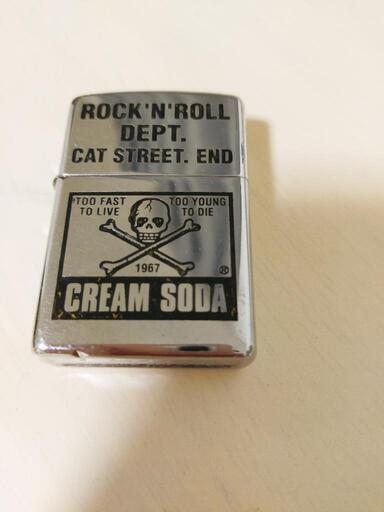 ROCK'N'ROLL
DEPT.
CAT STREET. END
TOO FAST TO LIVE
TOO YOUNG TO DIE
1967
®
CREAM SODA